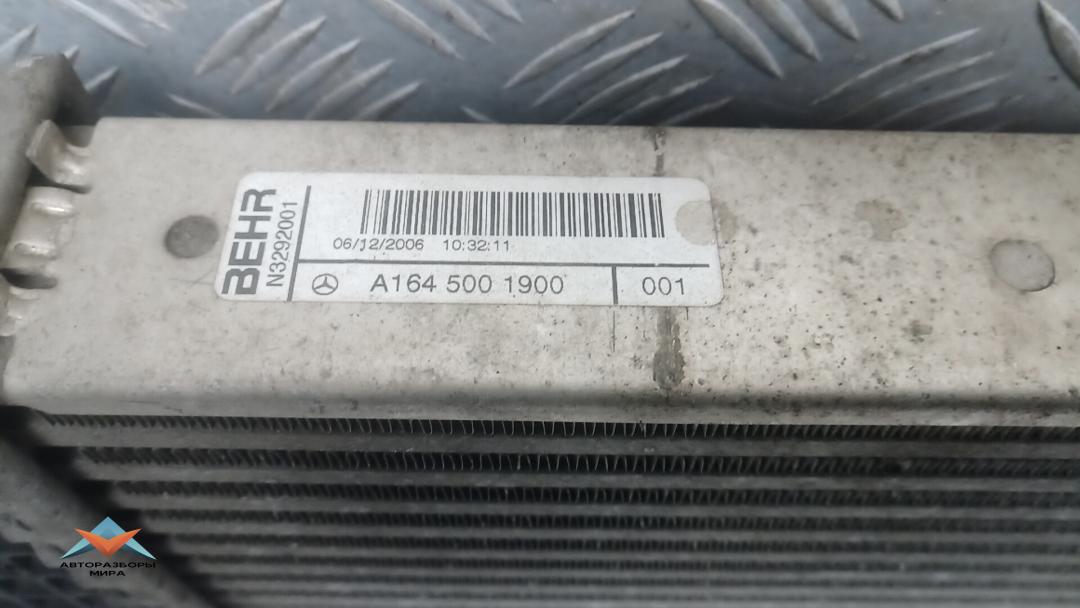 BEHR
N3292001
06/12/2006 10:32:11
A164 500 1900
001
АВТОРАЗБОРЫ
МИРА